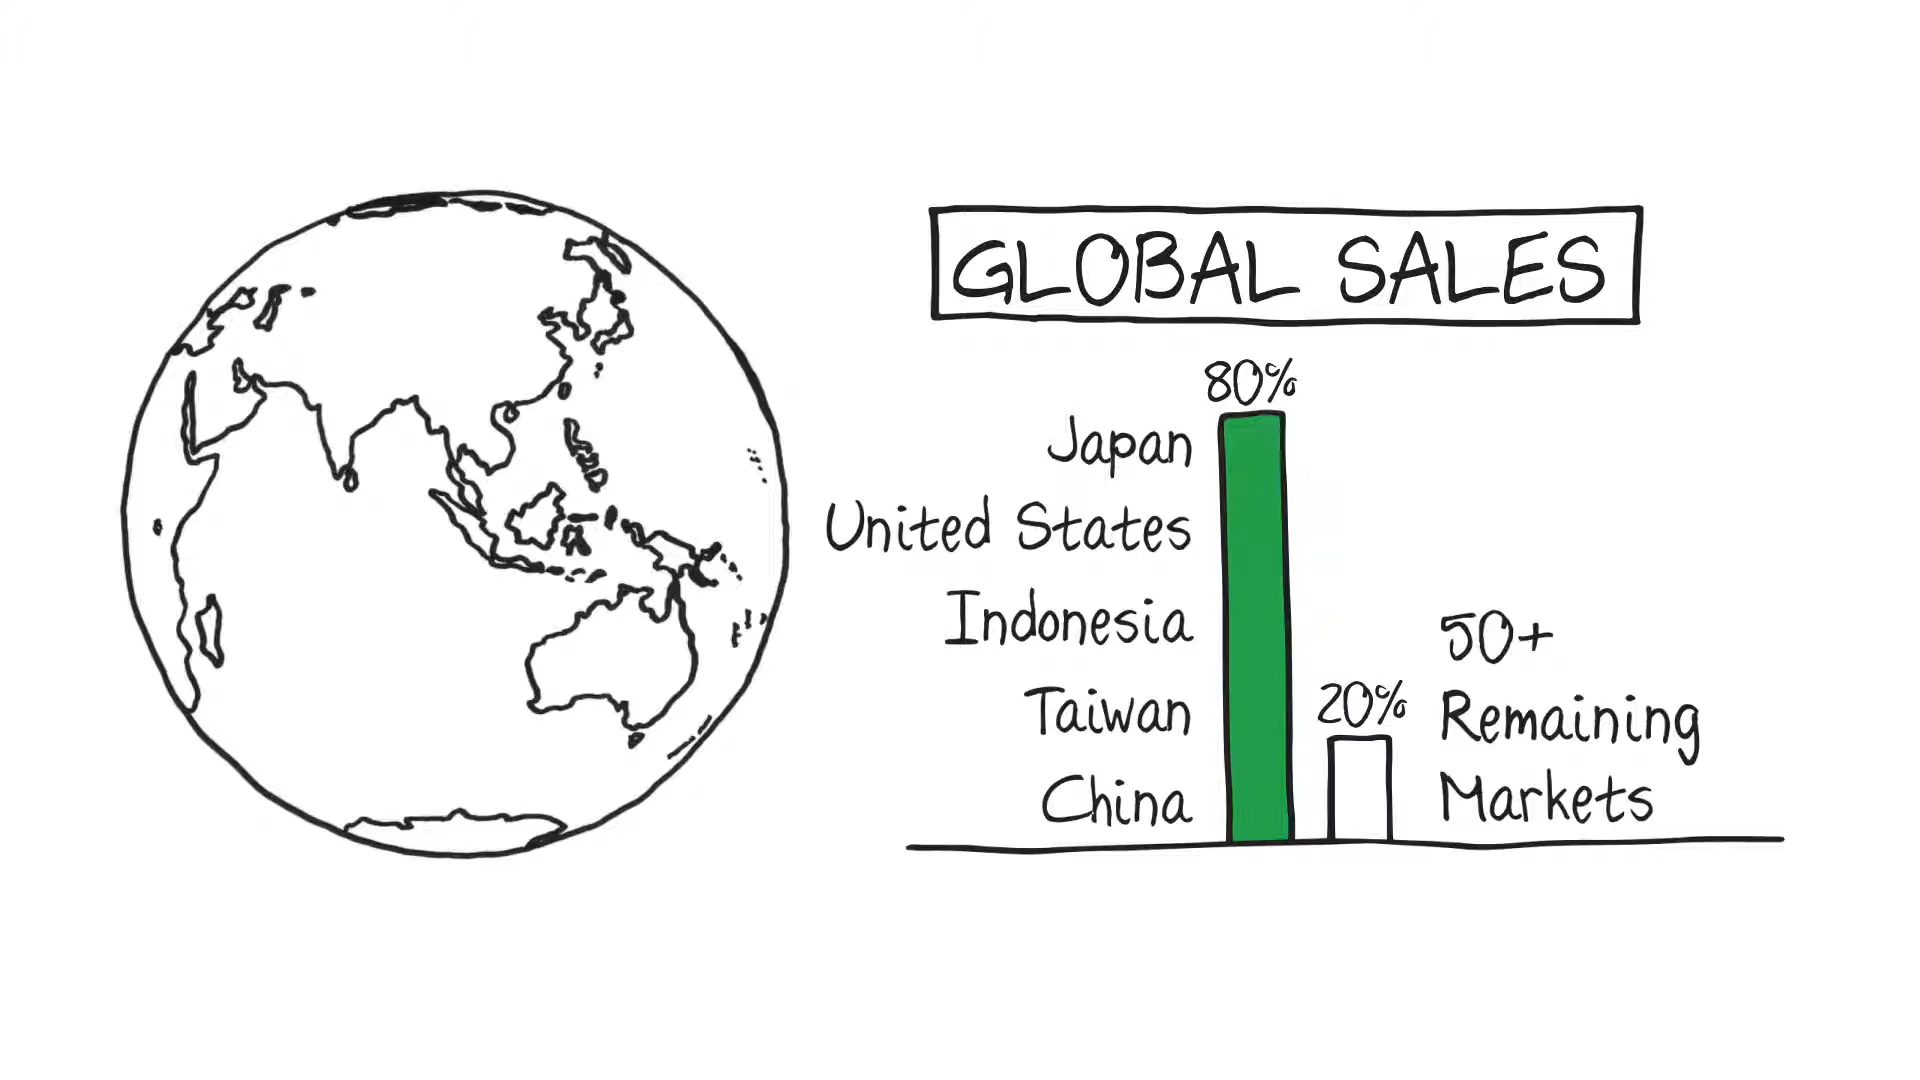 GLOBAL SALES
80%
Japan
United States
Indonesia
Taiwan
China
20%
50+
Remaining
Markets